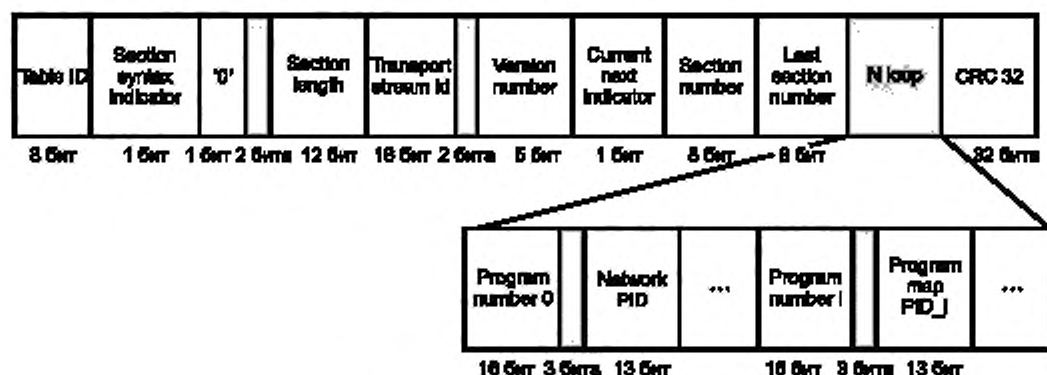 Table ID
Section syntax indicator
'0'
Section length
Transport stream id
Version number
Current next indicator
Section number
Last section number
N loop
CRC 32
8 бит 1 бит 1 бит 2 бита 12 бит 16 бит 2 бита 5 бит 1 бит 8 бит 8 бит 32 бита
Program number 0
Network PID
...
Program number i
Program map PID_i
...
16 бит 3 бита 13 бит 16 бит 3 бита 13 бит